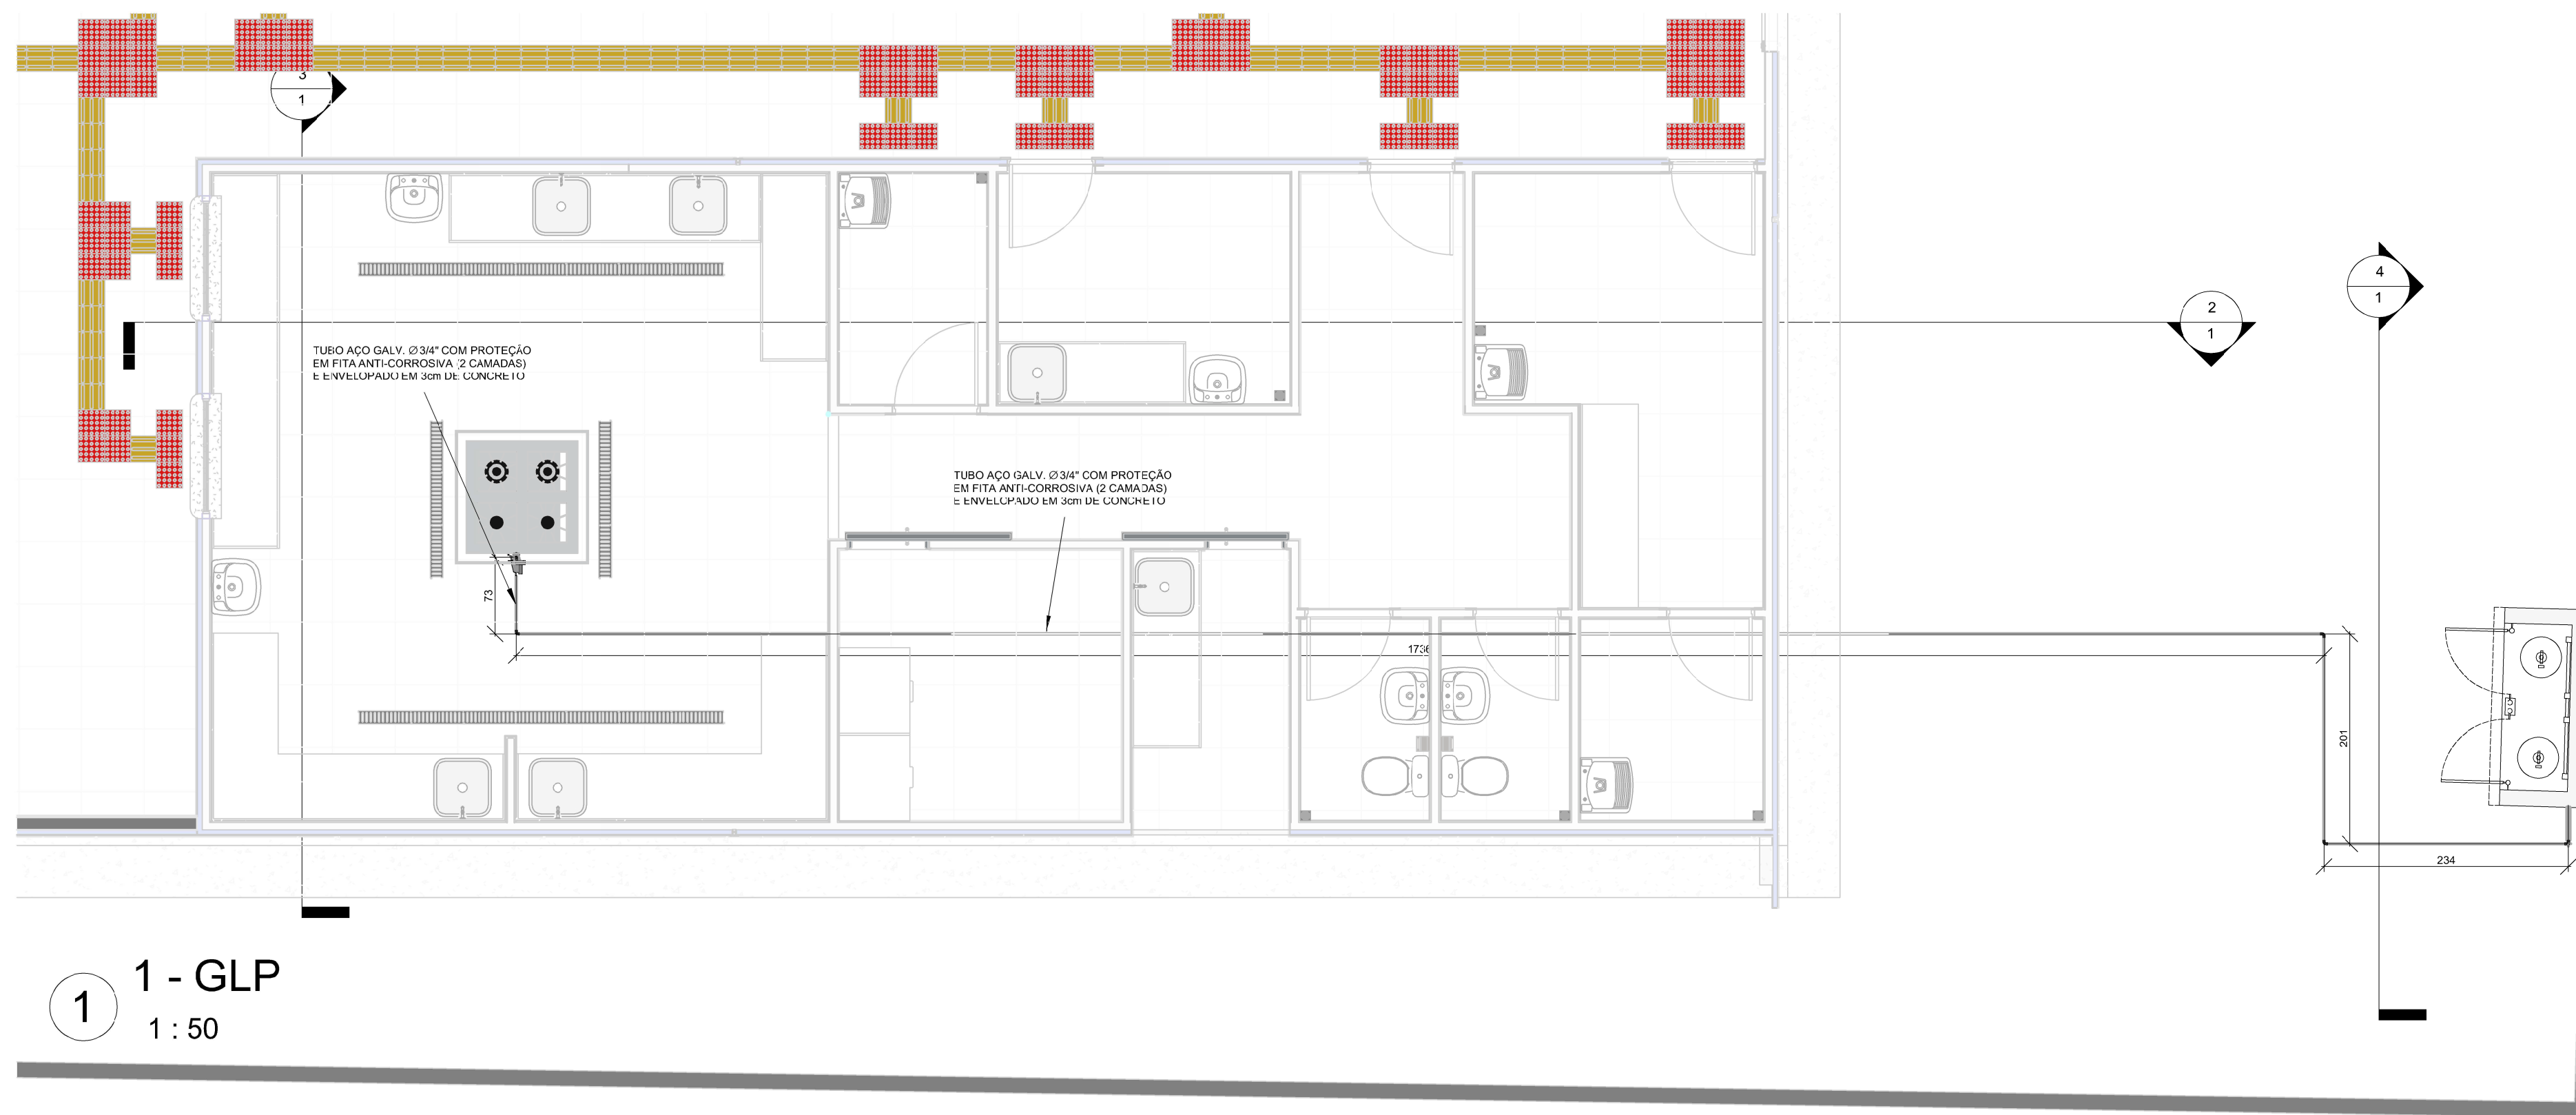 3
1
4
1
2
1
TUBO AÇO GALV. Ø3/4" COM PROTEÇÃO
EM FITA ANTI-CORROSIVA (2 CAMADAS)
E ENVELOPADO EM 3cm DE CONCRETO
TUBO AÇO GALV. Ø3/4" COM PROTEÇÃO
EM FITA ANTI-CORROSIVA (2 CAMADAS)
E ENVELOPADO EM 3cm DE CONCRETO
73
1736
201
234
1
1 - GLP
1 : 50